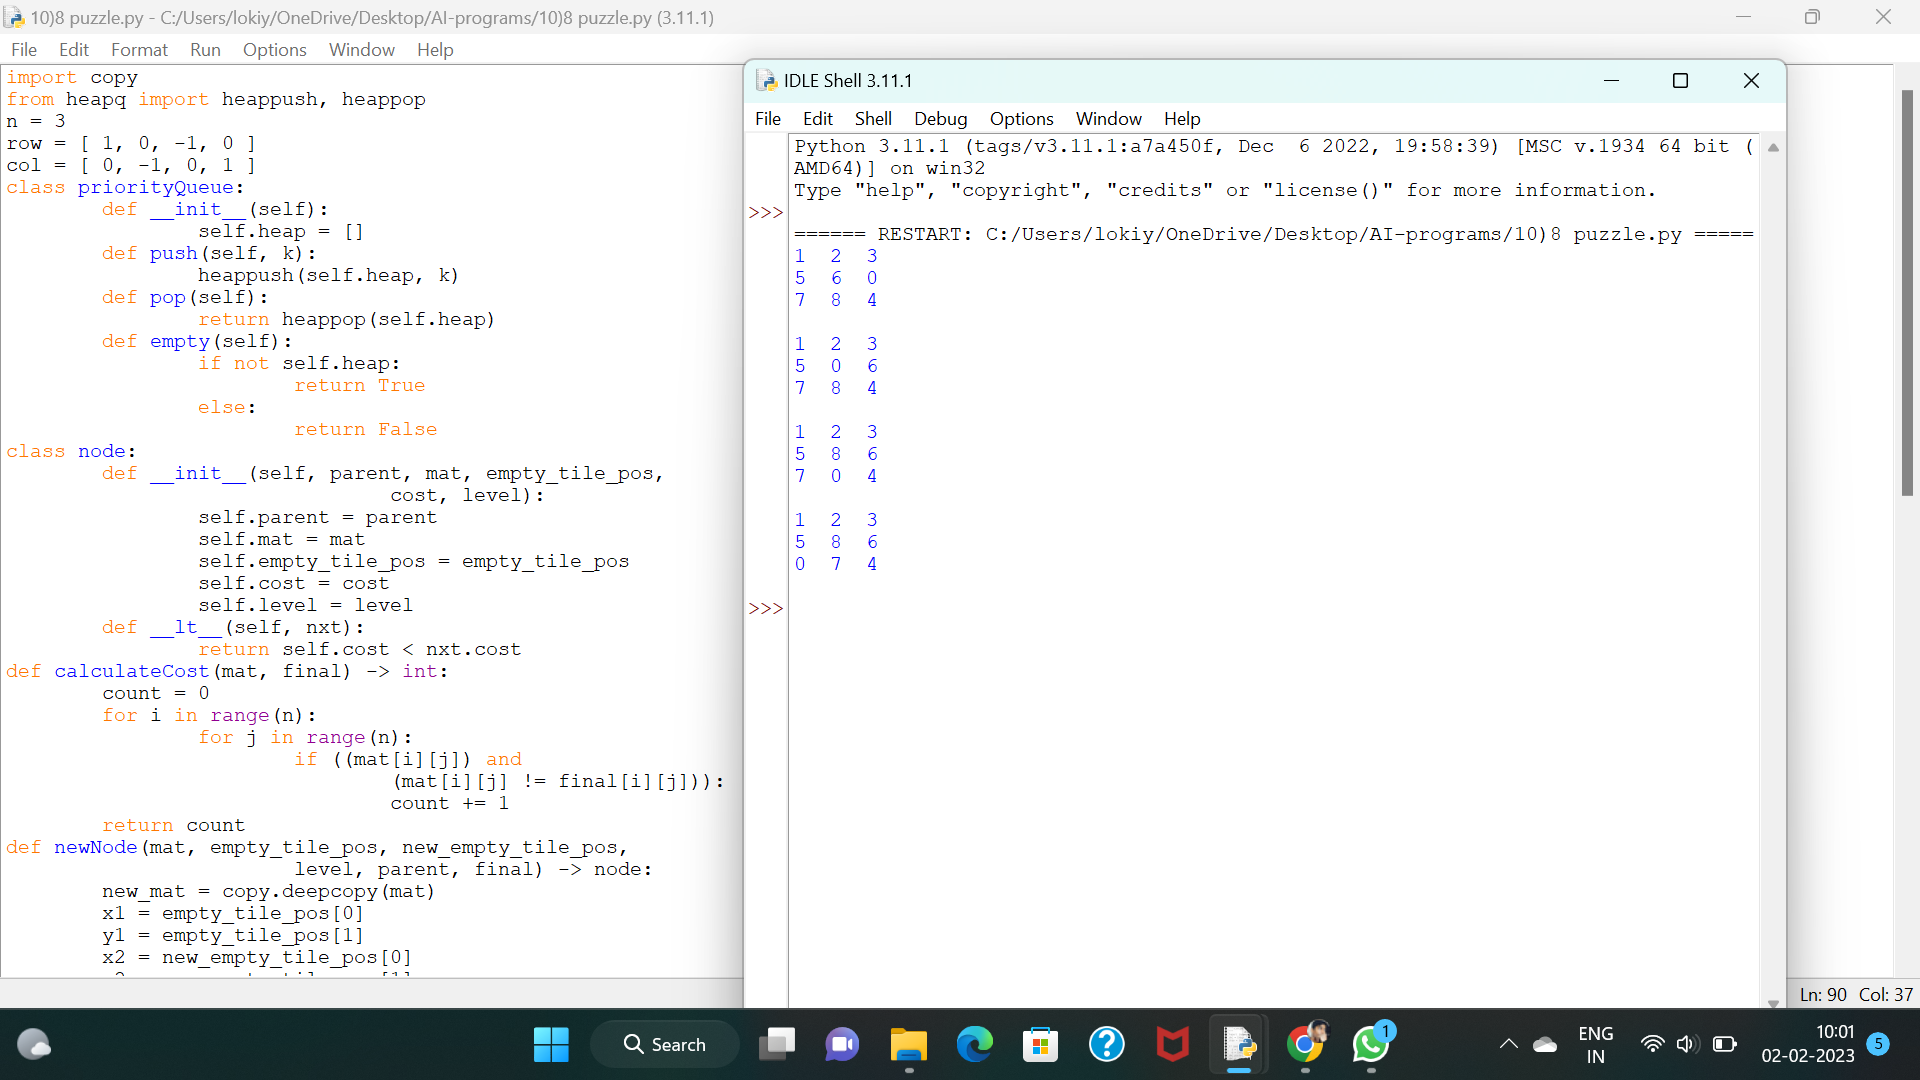 10)8 puzzle.py - C:/Users/lokiy/OneDrive/Desktop/AI-programs/10)8 puzzle.py (3.11.1)
File Edit Format Run Options Window Help
import copy
from heapq import heappush, heappop
n = 3
row = [ 1, 0, -1, 0 ]
col = [ 0, -1, 0, 1 ]
class priorityQueue:
def __init__(self):
self.heap = []
def push(self, k):
heappush(self.heap, k)
def pop(self):
return heappop(self.heap)
def empty(self):
if not self.heap:
return True
else:
return False
class node:
def __init__(self, parent, mat, empty_tile_pos,
cost, level):
self.parent = parent
self.mat = mat
self.empty_tile_pos = empty_tile_pos
self.cost = cost
self.level = level
def __lt__(self, nxt):
return self.cost < nxt.cost
def calculateCost(mat, final) -> int:
count = 0
for i in range(n):
for j in range(n):
if ((mat[i][j]) and
(mat[i][j] != final[i][j])):
count += 1
return count
def newNode(mat, empty_tile_pos, new_empty_tile_pos,
level, parent, final) -> node:
new_mat = copy.deepcopy(mat)
x1 = empty_tile_pos[0]
y1 = empty_tile_pos[1]
x2 = new_empty_tile_pos[0]
IDLE Shell 3.11.1
File Edit Shell Debug Options Window Help
Python 3.11.1 (tags/v3.11.1:a7a450f, Dec  6 2022, 19:58:39) [MSC v.1934 64 bit (
AMD64)] on win32
Type "help", "copyright", "credits" or "license()" for more information.
>>>
====== RESTART: C:/Users/lokiy/OneDrive/Desktop/AI-programs/10)8 puzzle.py =====
1 2 3
5 6 0
7 8 4
1 2 3
5 0 6
7 8 4
1 2 3
5 8 6
7 0 4
1 2 3
5 8 6
0 7 4
>>>
Ln: 90 Col: 37
Search
1
ENG
IN
10:01
02-02-2023
5